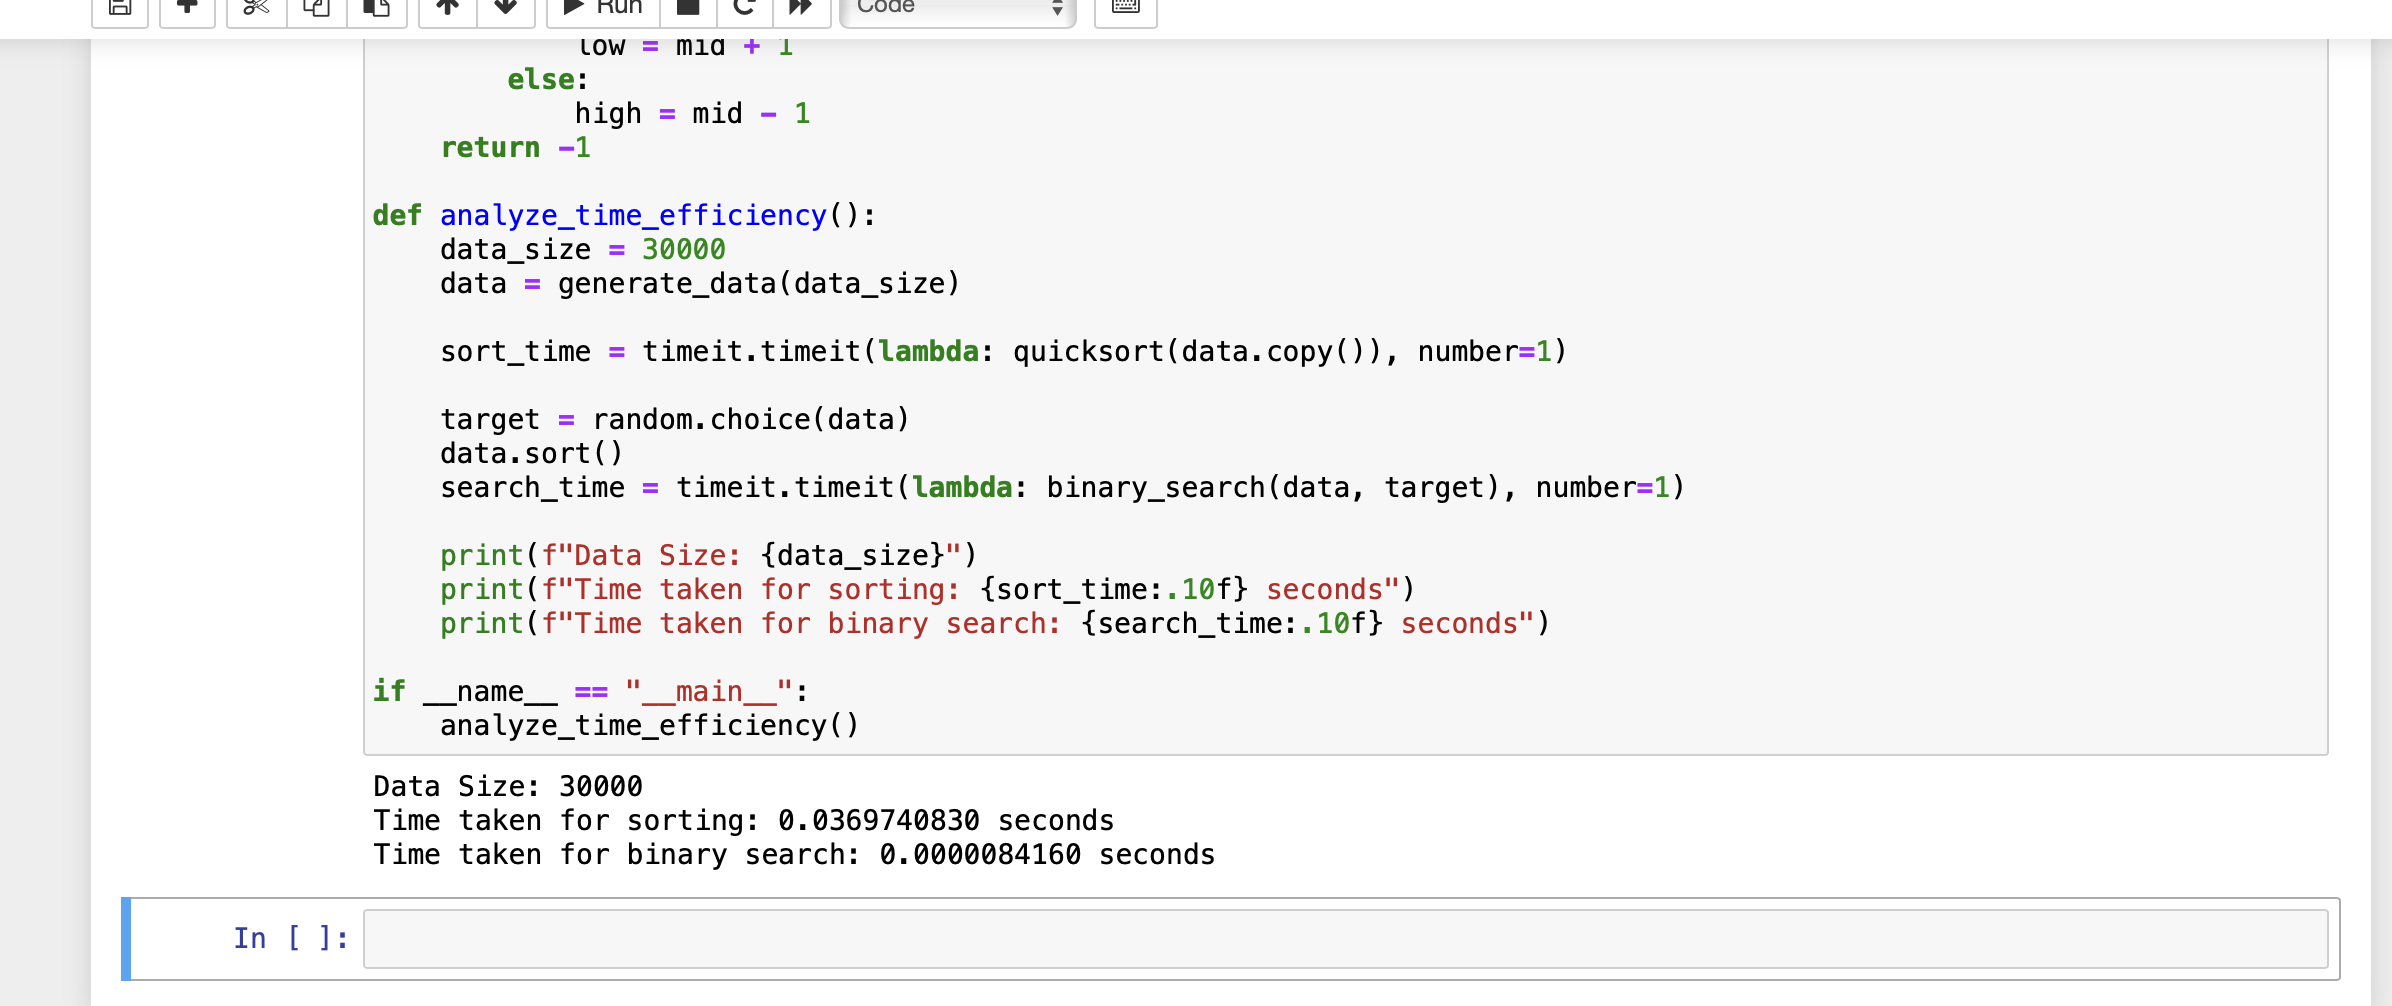 Run Code
low = mid + 1
else:
high = mid - 1
return -1
def analyze_time_efficiency():
data_size = 30000
data = generate_data(data_size)
sort_time = timeit.timeit(lambda: quicksort(data.copy()), number=1)
target = random.choice(data)
data.sort()
search_time = timeit.timeit(lambda: binary_search(data, target), number=1)
print(f"Data Size: {data_size}")
print(f"Time taken for sorting: {sort_time:.10f} seconds")
print(f"Time taken for binary search: {search_time:.10f} seconds")
if __name__ == "__main__":
analyze_time_efficiency()
Data Size: 30000
Time taken for sorting: 0.0369740830 seconds
Time taken for binary search: 0.0000084160 seconds
In [ ]: